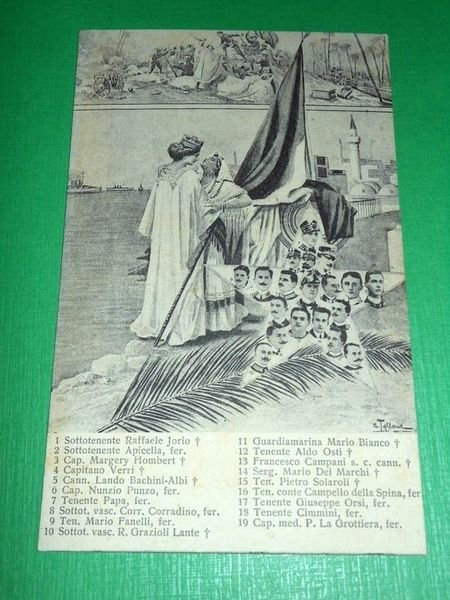 C. Tallone
1 Sottotenente Raffaele Jorio †
2 Sottotenente Apicella, fer.
3 Cap. Margery Hombert †
4 Capitano Verri †
5 Cann. Lando Bachini-Albi †
6 Cap. Nunzio Punzo, fer.
7 Tenente Papa, fer.
8 Sottot. vasc. Corr. Corradino, fer.
9 Ten. Mario Fanelli, fer.
10 Sottot. vasc. R. Grazioli Lante †
11 Guardiamarina Mario Bianco †
12 Tenente Aldo Osti †
13 Francesco Campani s. c. cann. †
14 Serg. Mario Del Marchi †
15 Ten. Pietro Solaroli †
16 Ten. conte Campello della Spina, fer.
17 Tenente Giuseppe Orsi, fer.
18 Tenente Cimmini, fer.
19 Cap. med. P. La Grottiera, fer.